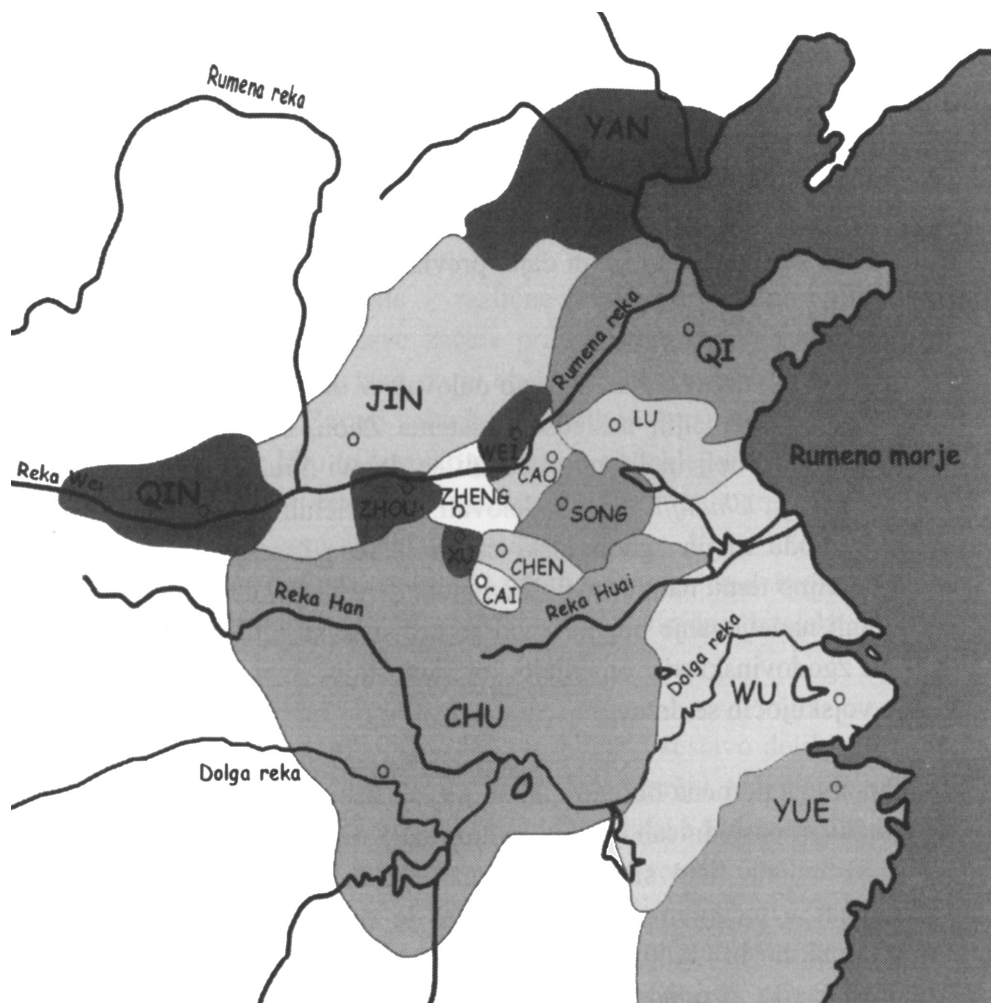 Rumena reka
YAN
Rumena reka
QI
JIN
LU
WEI
Rumeno morje
Reka Wei
CAO
QIN
ZHENG
ZHOU
SONG
XU
CHEN
CAI
Reka Huai
Reka Han
Dolga reka
WU
CHU
Dolga reka
YUE